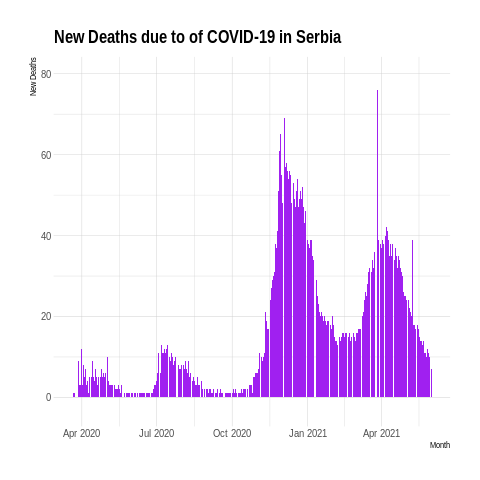 New Deaths due to of COVID-19 in Serbia
New Deaths
80
60
40
20
0
Apr 2020 Jul 2020 Oct 2020 Jan 2021 Apr 2021
Month